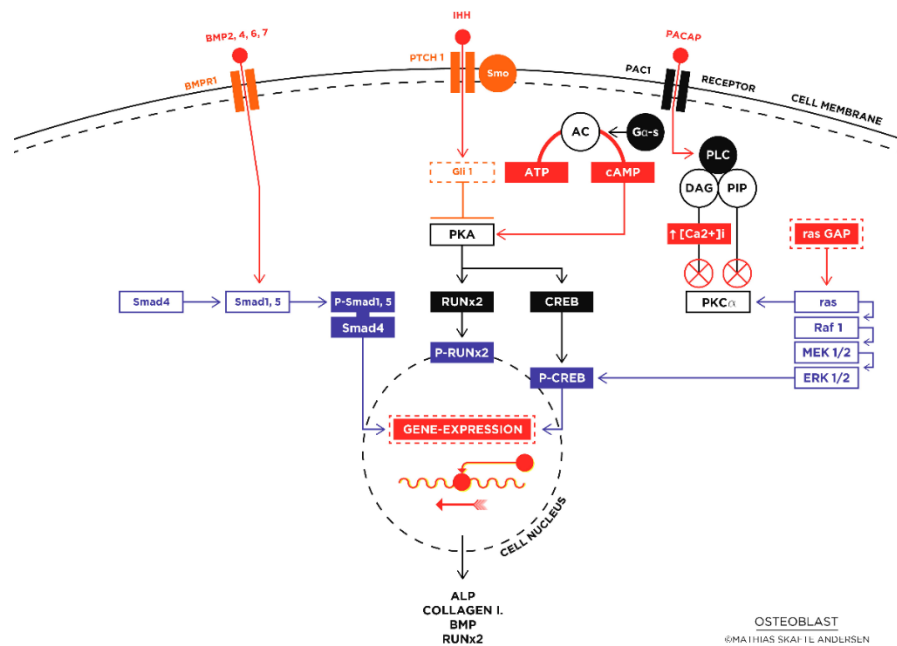 IHH
BMP2, 4, 6, 7
PTCH 1
PACAP
BMPR1
Smo
PAC1
RECEPTOR
CELL MEMBRANE
AC
Gα-s
PLC
ATP
cAMP
Gli 1
DAG
PIP
PKA
↑ [Ca2+]i
ras GAP
Smad4
Smad1, 5
P-Smad1, 5
Smad4
RUNx2
CREB
PKCα
ras
Raf 1
P-RUNx2
MEK 1/2
P-CREB
ERK 1/2
GENE-EXPRESSION
CELL NUCLEUS
ALP
COLLAGEN I.
BMP
RUNx2
OSTEOBLAST
©MATHIAS SKAFTE ANDERSEN